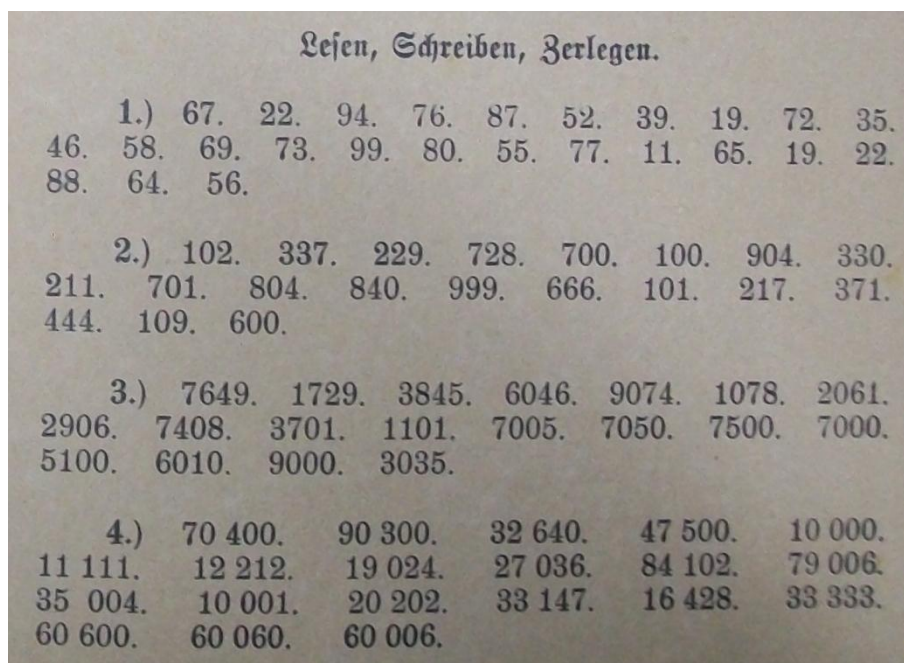 Lesen, Schreiben, Zerlegen.
1.) 67. 22. 94. 76. 87. 52. 39. 19. 72. 35.
46. 58. 69. 73. 99. 80. 55. 77. 11. 65. 19. 22.
88. 64. 56.
2.) 102. 337. 229. 728. 700. 100. 904. 330.
211. 701. 804. 840. 999. 666. 101. 217. 371.
444. 109. 600.
3.) 7649. 1729. 3845. 6046. 9074. 1078. 2061.
2906. 7408. 3701. 1101. 7005. 7050. 7500. 7000.
5100. 6010. 9000. 3035.
4.) 70 400. 90 300. 32 640. 47 500. 10 000.
11 111. 12 212. 19 024. 27 036. 84 102. 79 006.
35 004. 10 001. 20 202. 33 147. 16 428. 33 333.
60 600. 60 060. 60 006.